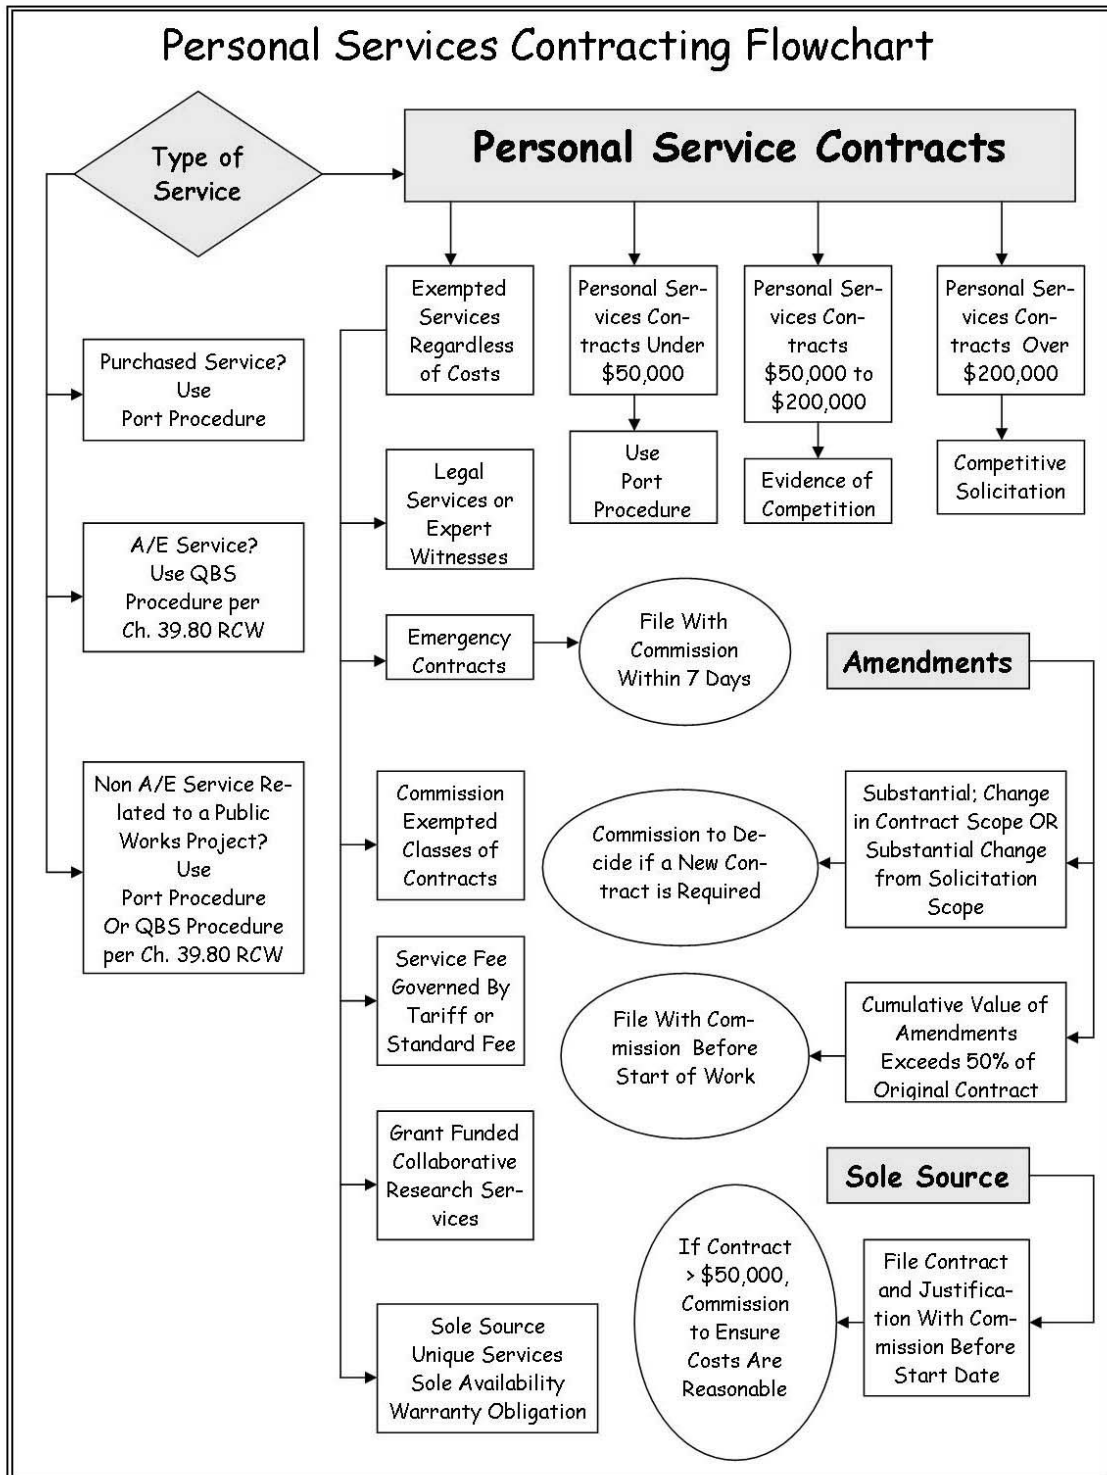 Personal Services Contracting Flowchart
Type of
Service
Personal Service Contracts
Exempted
Services
Regardless
of Costs
Personal Ser-
vices Con-
tracts Under
$50,000
Personal Ser-
vices Con-
tracts
$50,000 to
$200,000
Personal Ser-
vices Con-
tracts Over
$200,000
Purchased Service?
Use
Port Procedure
Use
Port
Procedure
Evidence of
Competition
Competitive
Solicitation
Legal
Services or
Expert
Witnesses
A/E Service?
Use QBS
Procedure per
Ch. 39.80 RCW
Emergency
Contracts
File With
Commission
Within 7 Days
Amendments
Non A/E Service Re-
lated to a Public
Works Project?
Use
Port Procedure
Or QBS Procedure
per Ch. 39.80 RCW
Commission
Exempted
Classes of
Contracts
Commission to De-
cide if a New Con-
tract is Required
Substantial; Change
in Contract Scope OR
Substantial Change
from Solicitation
Scope
Service Fee
Governed By
Tariff or
Standard Fee
File With Com-
mission Before
Start of Work
Cumulative Value of
Amendments
Exceeds 50% of
Original Contract
Grant Funded
Collaborative
Research Ser-
vices
Sole Source
If Contract
> $50,000,
Commission
to Ensure
Costs Are
Reasonable
File Contract
and Justifica-
tion With Com-
mission Before
Start Date
Sole Source
Unique Services
Sole Availability
Warranty Obligation